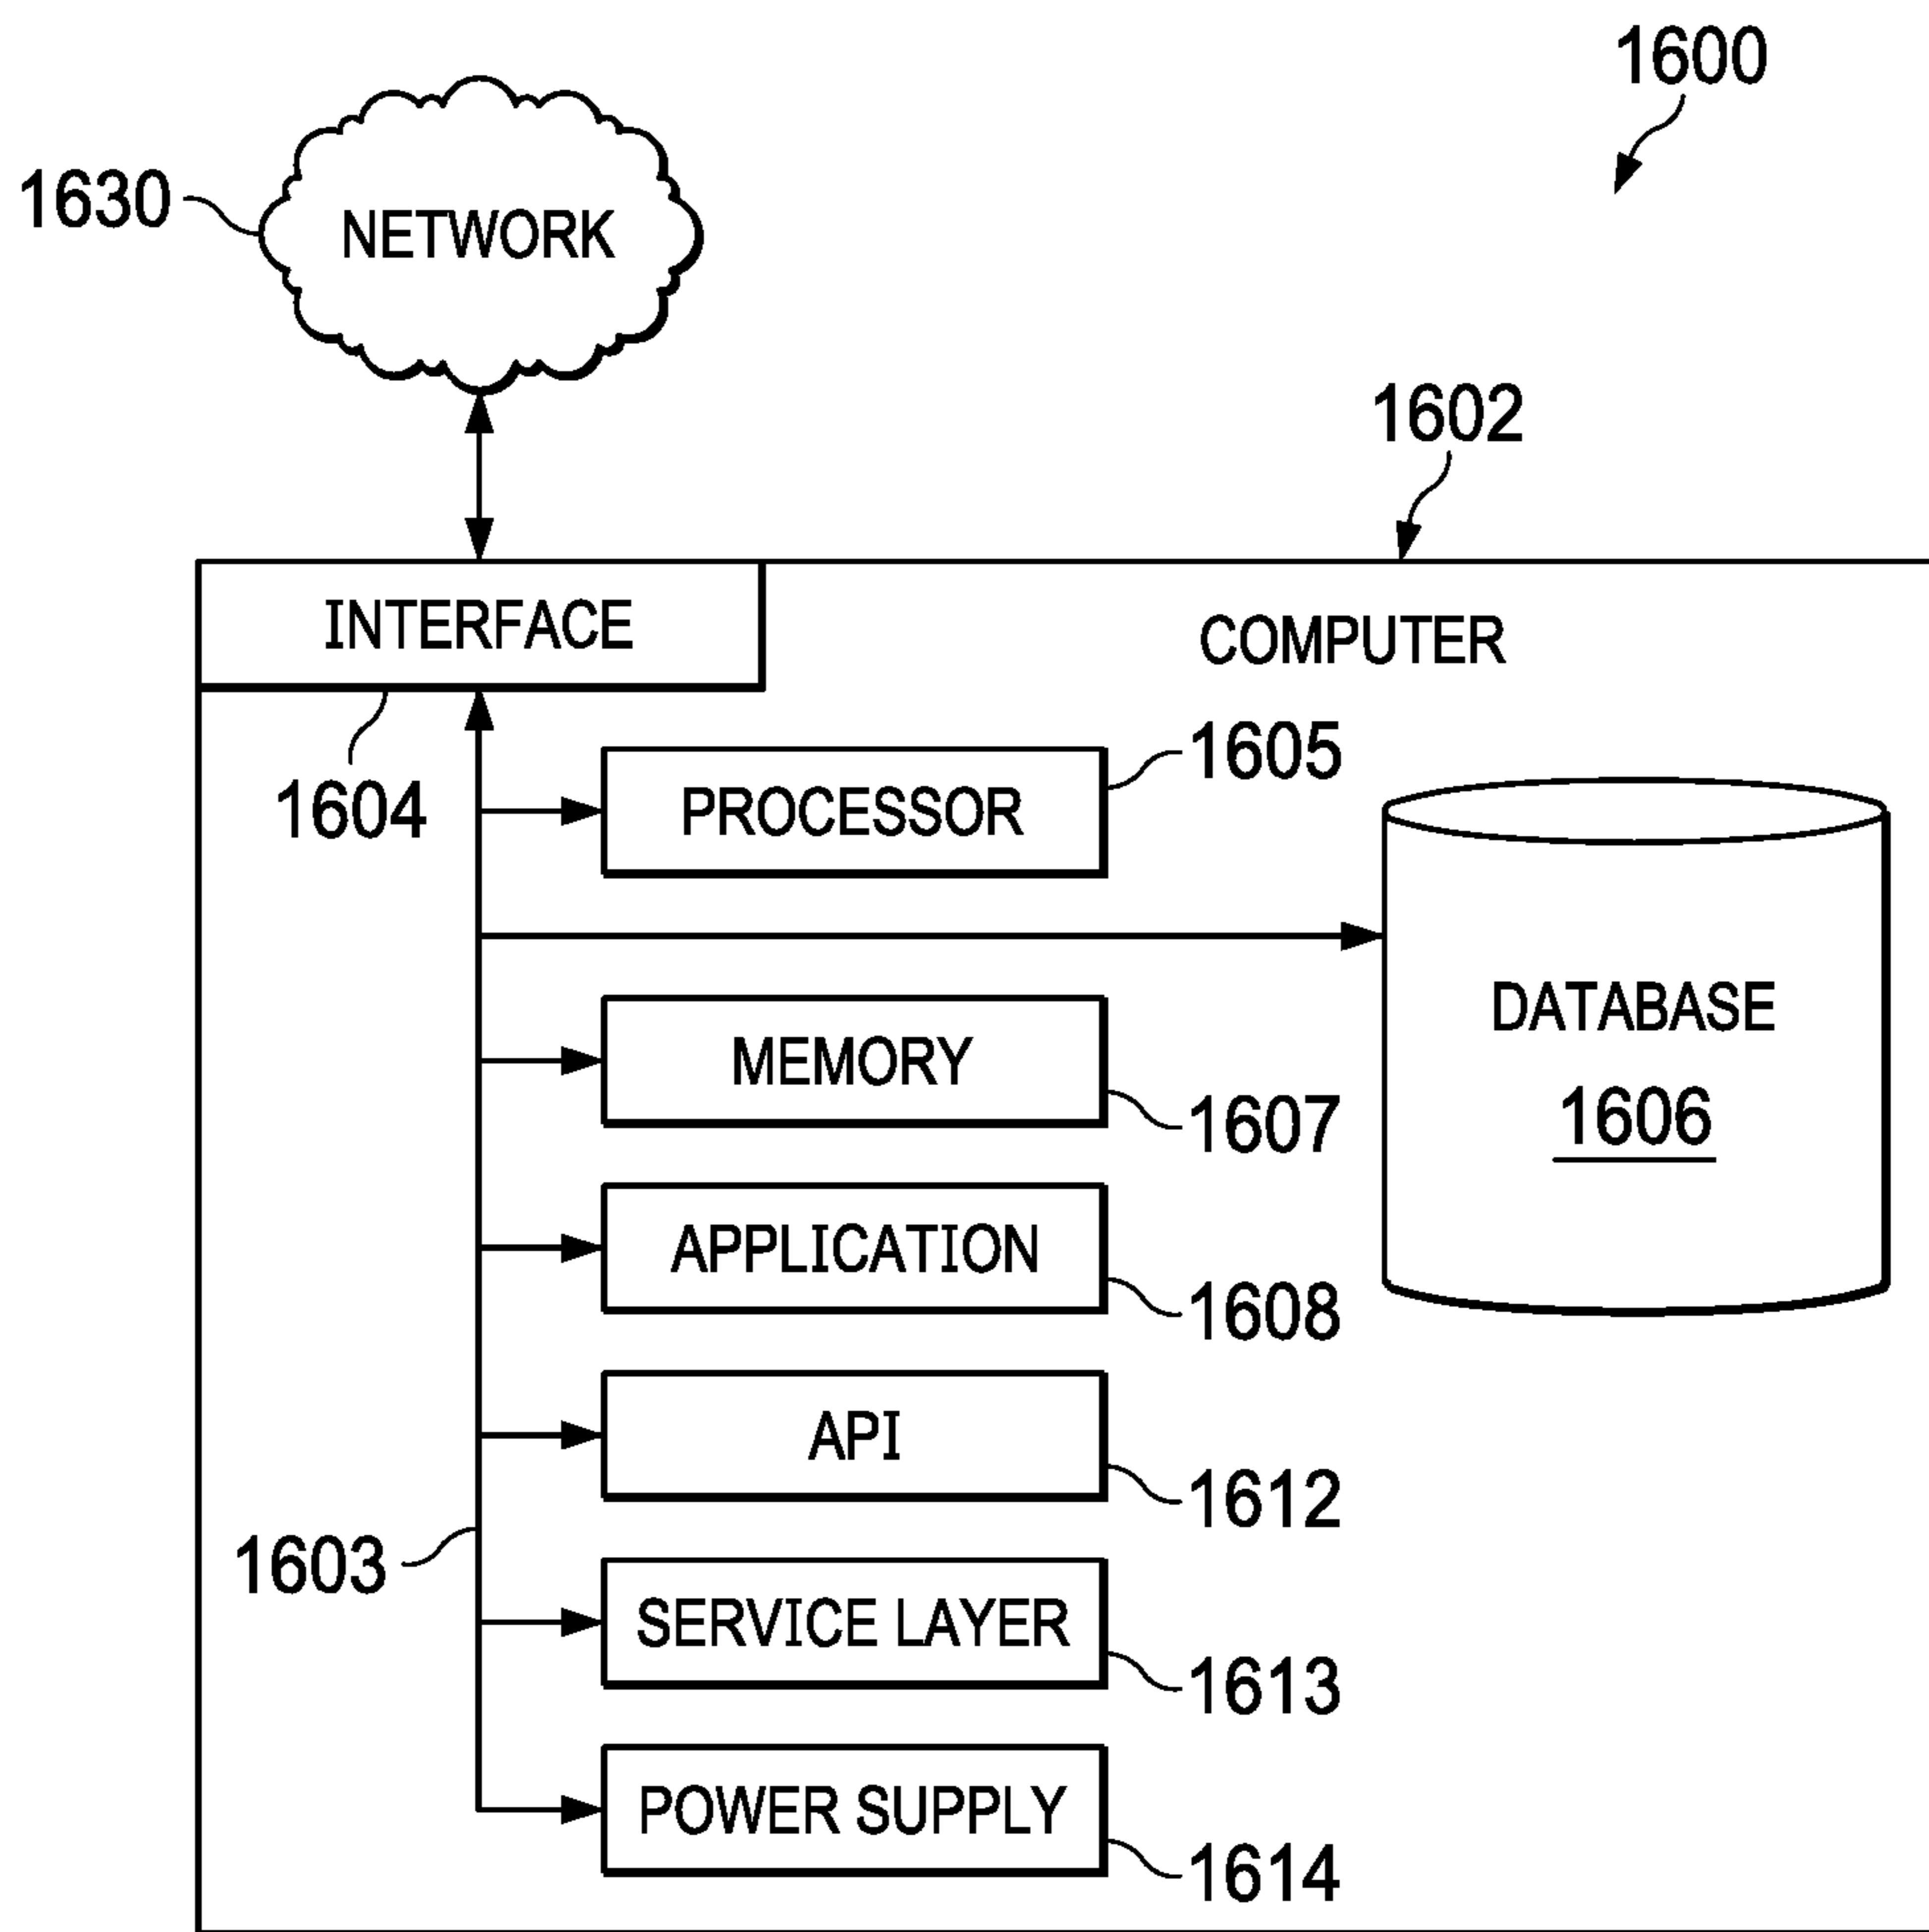 1600
1630
NETWORK
1602
INTERFACE
COMPUTER
1604
1605
PROCESSOR
DATABASE
1606
MEMORY
1607
APPLICATION
1608
API
1612
1603
SERVICE LAYER
1613
POWER SUPPLY
1614